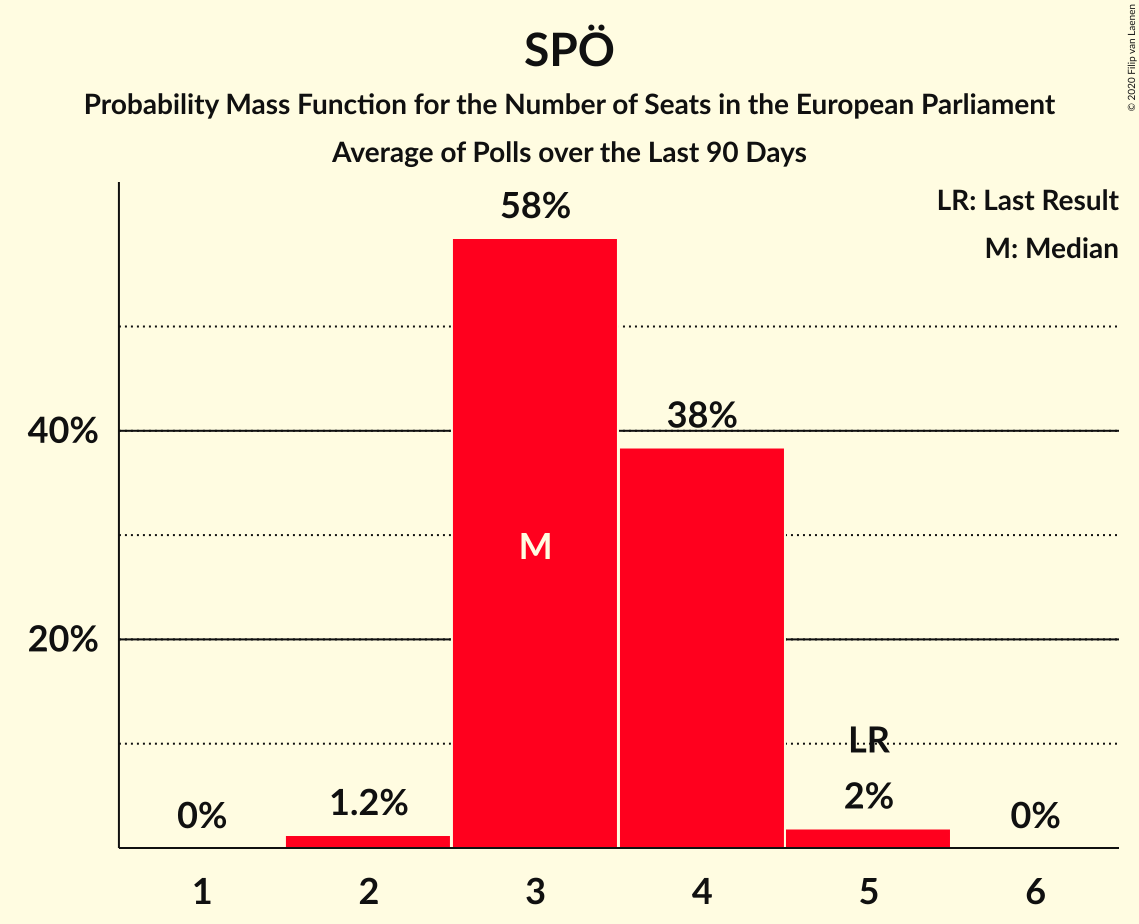 SPÖ
Probability Mass Function for the Number of Seats in the European Parliament
Average of Polls over the Last 90 Days
© 2020 Filip van Laenen
LR: Last Result
M: Median
58%
38%
40%
M
20%
LR
0%
1.2%
2%
0%
1 2 3 4 5 6